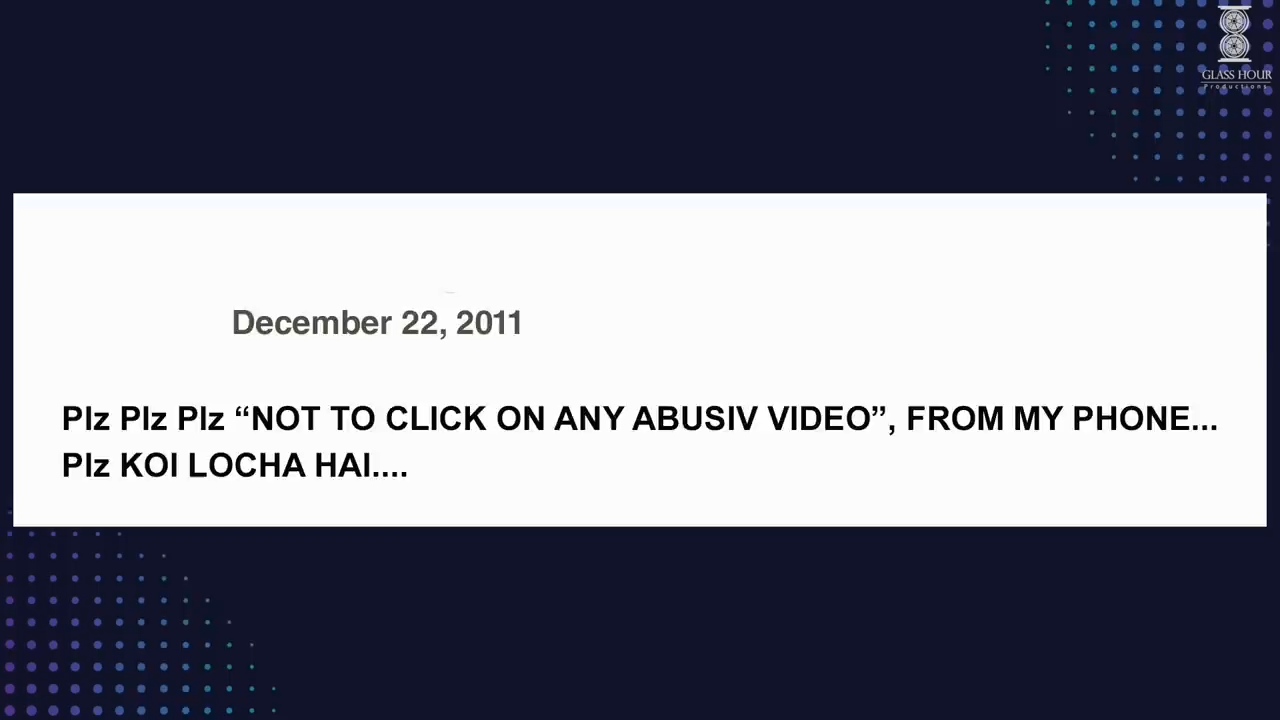 GLASS HOUR
Productions
December 22, 2011
Plz Plz Plz “NOT TO CLICK ON ANY ABUSIV VIDEO”, FROM MY PHONE...
Plz KOI LOCHA HAI....